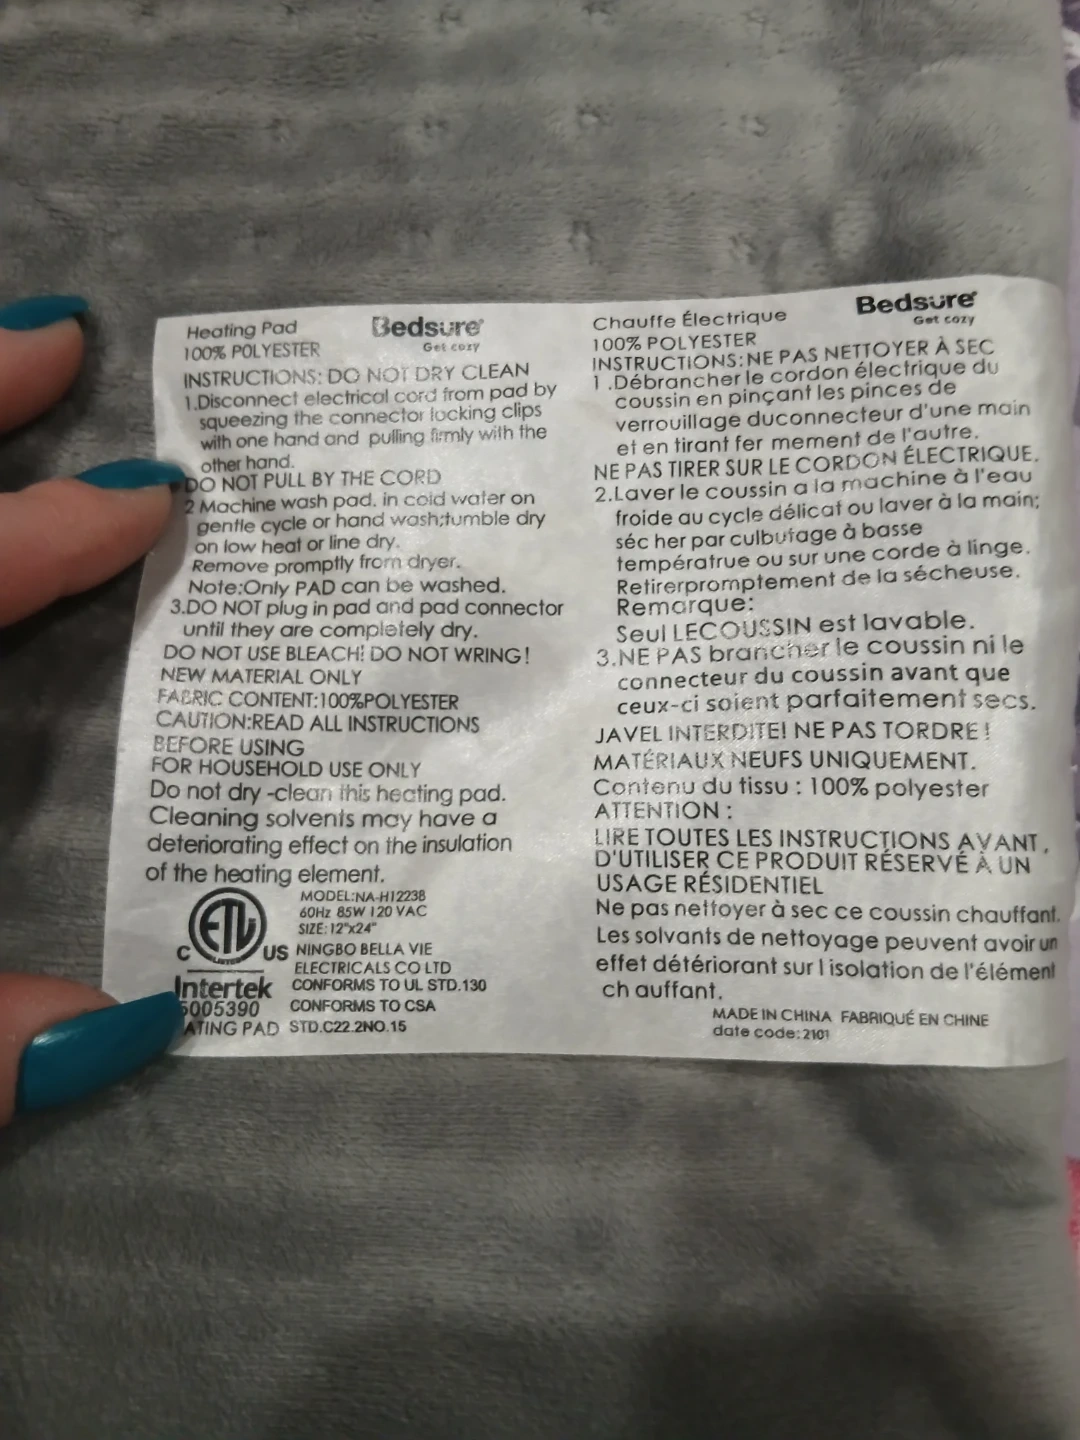 Heating Pad
Bedsure
Get cozy
100% POLYESTER
INSTRUCTIONS: DO NOT DRY CLEAN
1.Disconnect electrical cord from pad by
squeezing the connector locking clips
with one hand and pulling firmly with the
other hand.
DO NOT PULL BY THE CORD
2 Machine wash pad. in cold water on
gentle cycle or hand wash;tumble dry
on low heat or line dry.
Remove promptly from dryer.
Note:Only PAD can be washed.
3.DO NOT plug in pad and pad connector
until they are completely dry.
DO NOT USE BLEACH! DO NOT WRING!
NEW MATERIAL ONLY
FABRIC CONTENT:100%POLYESTER
CAUTION:READ ALL INSTRUCTIONS
BEFORE USING
FOR HOUSEHOLD USE ONLY
Do not dry -clean this heating pad.
Cleaning solvents may have a
deteriorating effect on the insulation
of the heating element.
ETL
LISTED
C US
Intertek
5005390
ATING PAD
MODEL:NA-H1223B
60Hz 85W 120 VAC
SIZE:12"x24"
NINGBO BELLA VIE
ELECTRICALS CO LTD
CONFORMS TO UL STD.130
CONFORMS TO CSA
STD.C22.2NO.15
Chauffe Électrique
Bedsure
Get cozy
100% POLYESTER
INSTRUCTIONS:NE PAS NETTOYER À SEC
1 .Débrancher le cordon électrique du
coussin en pinçant les pinces de
verrouillage duconnecteur d'une main
et en tirant fer mement de l'autre.
NE PAS TIRER SUR LE CORDON ÉLECTRIQUE.
2.Laver le coussin a la machine à l'eau
froide au cycle délicat ou laver à la main;
séc her par culbutage à basse
températrue ou sur une corde à linge.
Retirerpromptement de la sécheuse.
Remarque:
Seul LECOUSSIN est lavable.
3.NE PAS brancher le coussin ni le
connecteur du coussin avant que
ceux-ci soient parfaitement secs.
JAVEL INTERDITE! NE PAS TORDRE !
MATÉRIAUX NEUFS UNIQUEMENT.
Contenu du tissu : 100% polyester
ATTENTION :
LIRE TOUTES LES INSTRUCTIONS AVANT,
D'UTILISER CE PRODUIT RÉSERVÉ À UN
USAGE RÉSIDENTIEL
Ne pas nettoyer à sec ce coussin chauffant.
Les solvants de nettoyage peuvent avoir un
effet détériorant sur l isolation de l'élément
ch auffant.
MADE IN CHINA FABRIQUÉ EN CHINE
date code:2101